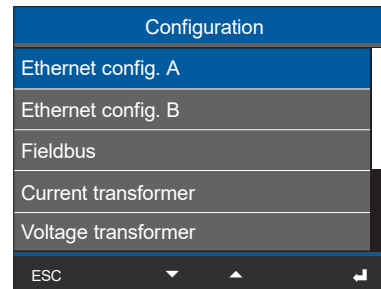 Configuration
Ethernet config. A
Ethernet config. B
Fieldbus
Current transformer
Voltage transformer
ESC